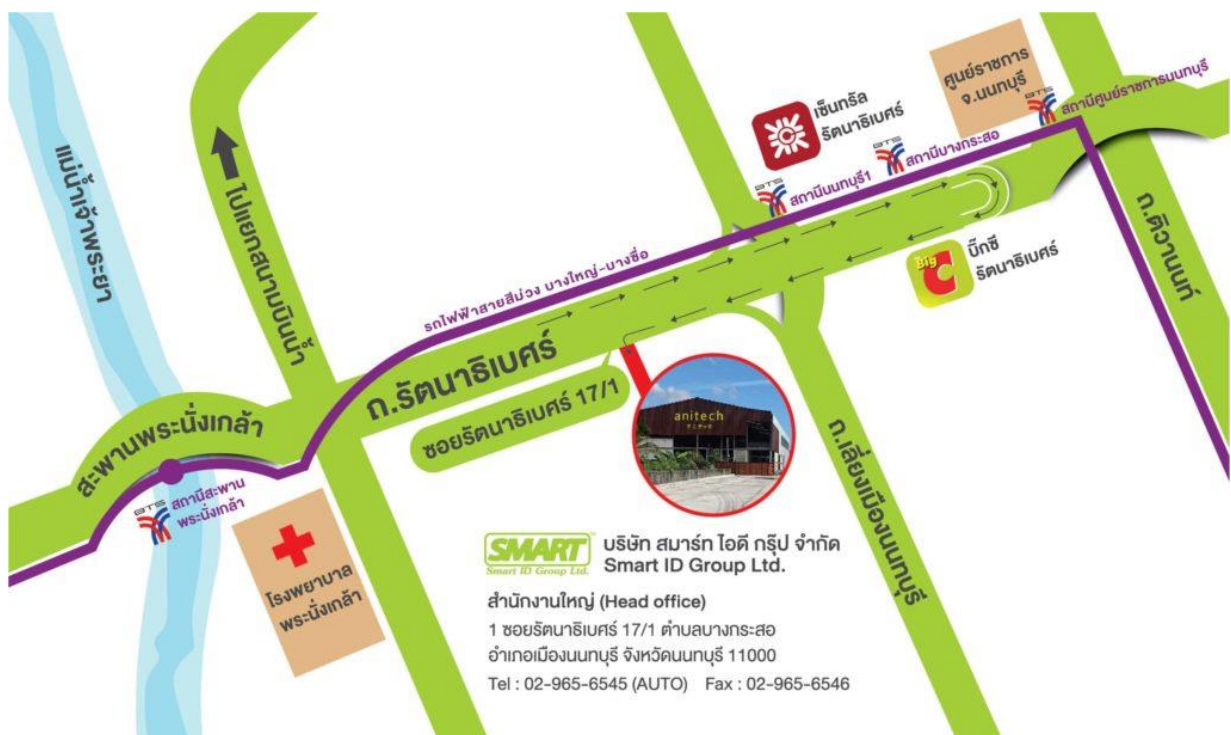 ศูนย์ราชการ
จ.นนทบุรี
BTS
สถานีศูนย์ราชการนนทบุรี
เซ็นทรัล
รัตนาธิเบศร์
BTS
สถานีบางกระสอ
BTS
สถานีนนทบุรี1
แม่น้ำเจ้าพระยา
ไปแยกสนามบินน้ำ
รถไฟฟ้าสายสีม่วง บางใหญ่-บางซื่อ
ถ.ติวานนท์
Big C
บิ๊กซี
รัตนาธิเบศร์
ถ.รัตนาธิเบศร์
ซอยรัตนาธิเบศร์ 17/1
anitech
สะพานพระนั่งเกล้า
ถ.เลี่ยงเมืองนนทบุรี
BTS
สถานีสะพาน
พระนั่งเกล้า
โรงพยาบาล
พระนั่งเกล้า
SMART
Smart ID Group Ltd.
บริษัท สมาร์ท ไอดี กรุ๊ป จำกัด
Smart ID Group Ltd.
สำนักงานใหญ่ (Head office)
1 ซอยรัตนาธิเบศร์ 17/1 ตำบลบางกระสอ
อำเภอเมืองนนทบุรี จังหวัดนนทบุรี 11000
Tel : 02-965-6545 (AUTO) Fax : 02-965-6546